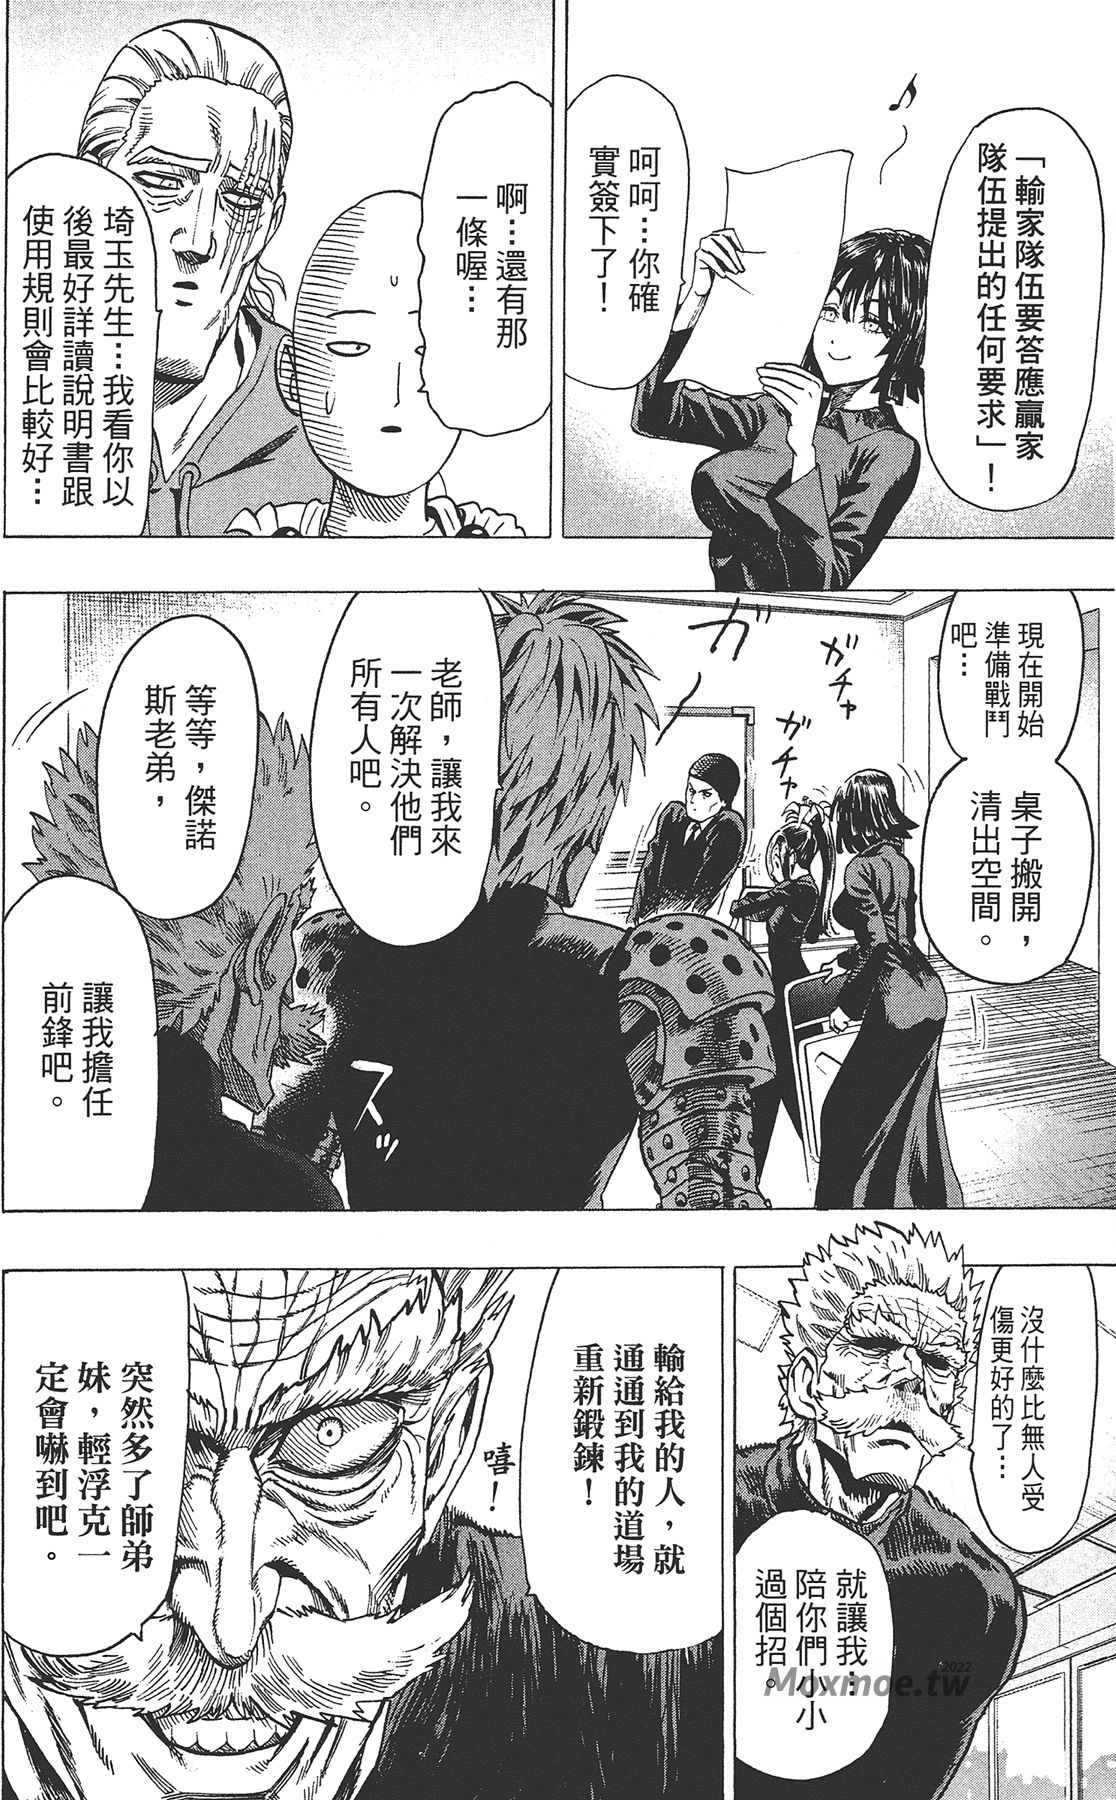 「輸家隊伍要答應贏家
隊伍提出的任何要求」！
呵呵…你確
實簽下了！
啊…還有那
一條喔…
埼玉先生…我看你以
後最好詳讀說明書跟
使用規則會比較好…
現在開始
準備戰鬥
吧…
桌子搬開，
清出空間。
ガ
ガチャ
ガチャ
老師，讓我來
一次解決他們
所有人吧。
等等，傑諾
斯老弟，
讓我擔任
前鋒吧。
スッ
沒什麼比無人受
傷更好的了…
就讓我…
陪你們小小
過個招。
輸給我的人，就
通通到我的道場
重新鍛鍊！
嘻！
突然多了師弟
妹，輕浮克一
定會嚇到吧。
2022
Moxmoe.tw